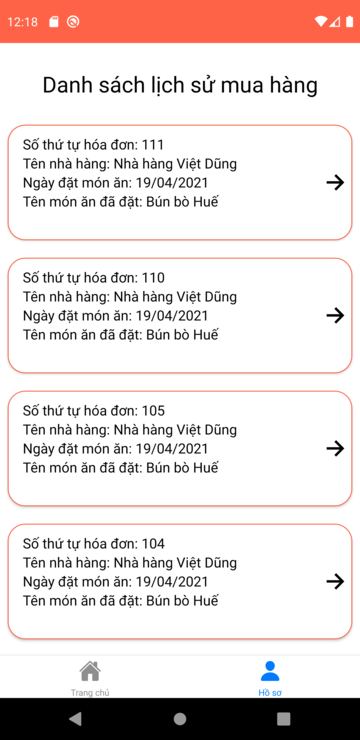 12:18
Danh sách lịch sử mua hàng
Số thứ tự hóa đơn: 111
Tên nhà hàng: Nhà hàng Việt Dũng
Ngày đặt món ăn: 19/04/2021
Tên món ăn đã đặt: Bún bò Huế
Số thứ tự hóa đơn: 110
Tên nhà hàng: Nhà hàng Việt Dũng
Ngày đặt món ăn: 19/04/2021
Tên món ăn đã đặt: Bún bò Huế
Số thứ tự hóa đơn: 105
Tên nhà hàng: Nhà hàng Việt Dũng
Ngày đặt món ăn: 19/04/2021
Tên món ăn đã đặt: Bún bò Huế
Số thứ tự hóa đơn: 104
Tên nhà hàng: Nhà hàng Việt Dũng
Ngày đặt món ăn: 19/04/2021
Tên món ăn đã đặt: Bún bò Huế
Trang chủ
Hồ sơ